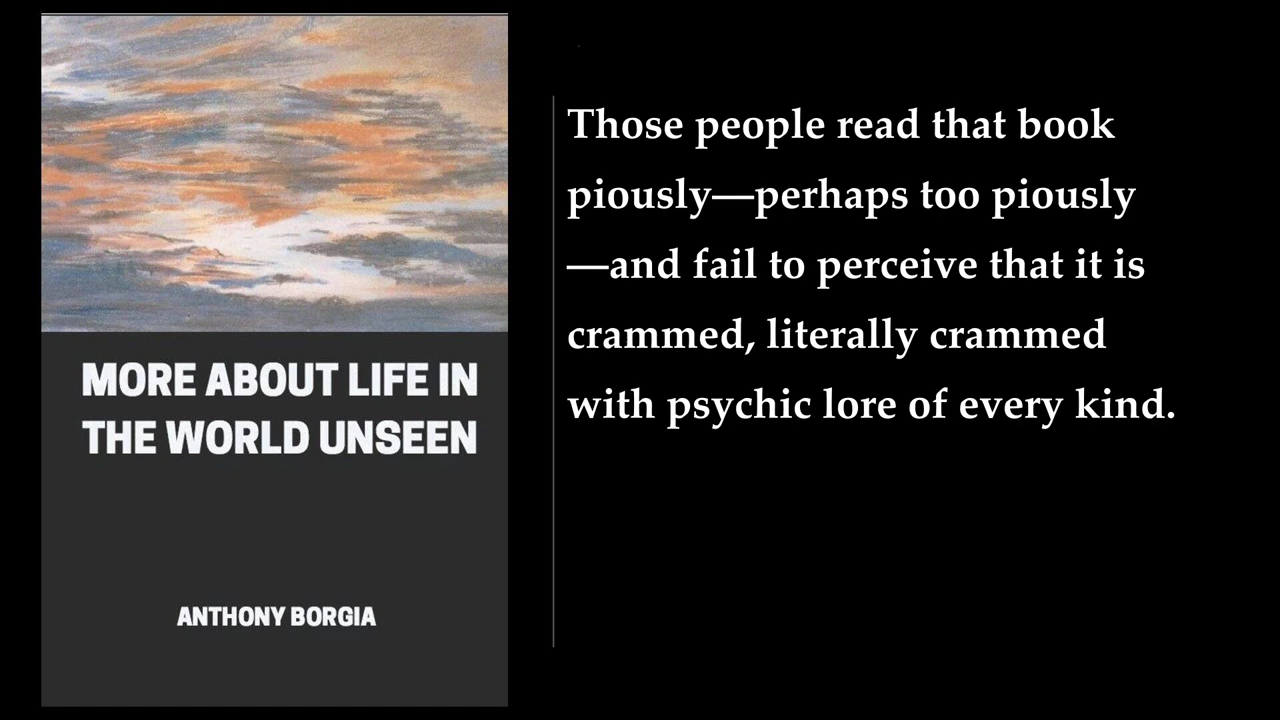 MORE ABOUT LIFE IN
THE WORLD UNSEEN
ANTHONY BORGIA
Those people read that book
piously—perhaps too piously
—and fail to perceive that it is
crammed, literally crammed
with psychic lore of every kind.